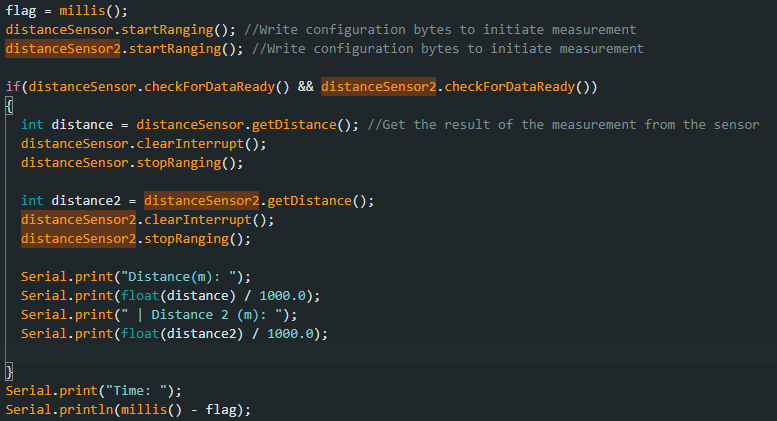 flag = millis();
distanceSensor.startRanging(); //Write configuration bytes to initiate measurement
distanceSensor2.startRanging(); //Write configuration bytes to initiate measurement
if(distanceSensor.checkForDataReady() && distanceSensor2.checkForDataReady())
{
int distance = distanceSensor.getDistance(); //Get the result of the measurement from the sensor
distanceSensor.clearInterrupt();
distanceSensor.stopRanging();
int distance2 = distanceSensor2.getDistance();
distanceSensor2.clearInterrupt();
distanceSensor2.stopRanging();
Serial.print("Distance(m): ");
Serial.print(float(distance) / 1000.0);
Serial.print(" | Distance 2 (m): ");
Serial.print(float(distance2) / 1000.0);
}
Serial.print("Time: ");
Serial.println(millis() - flag);